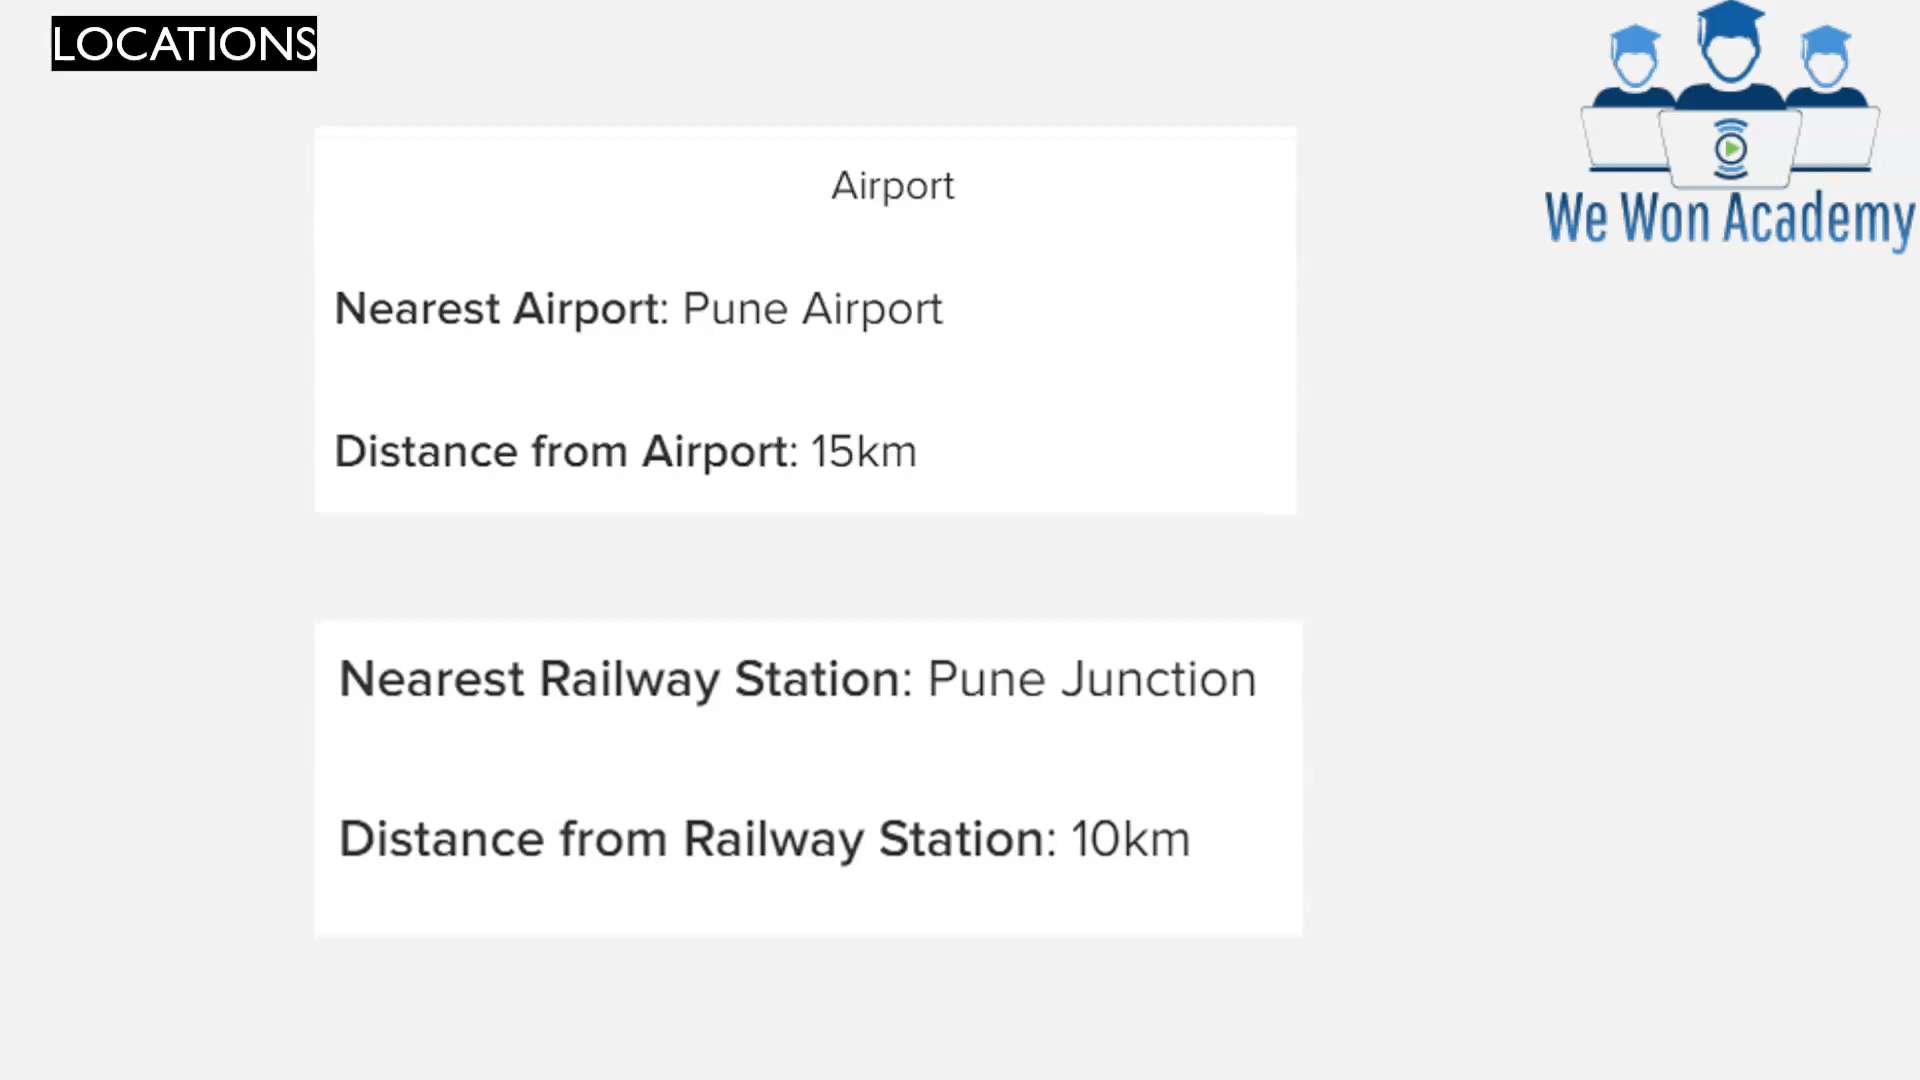 LOCATIONS
We Won Academy
Airport
Nearest Airport: Pune Airport
Distance from Airport: 15km
Nearest Railway Station: Pune Junction
Distance from Railway Station: 10km